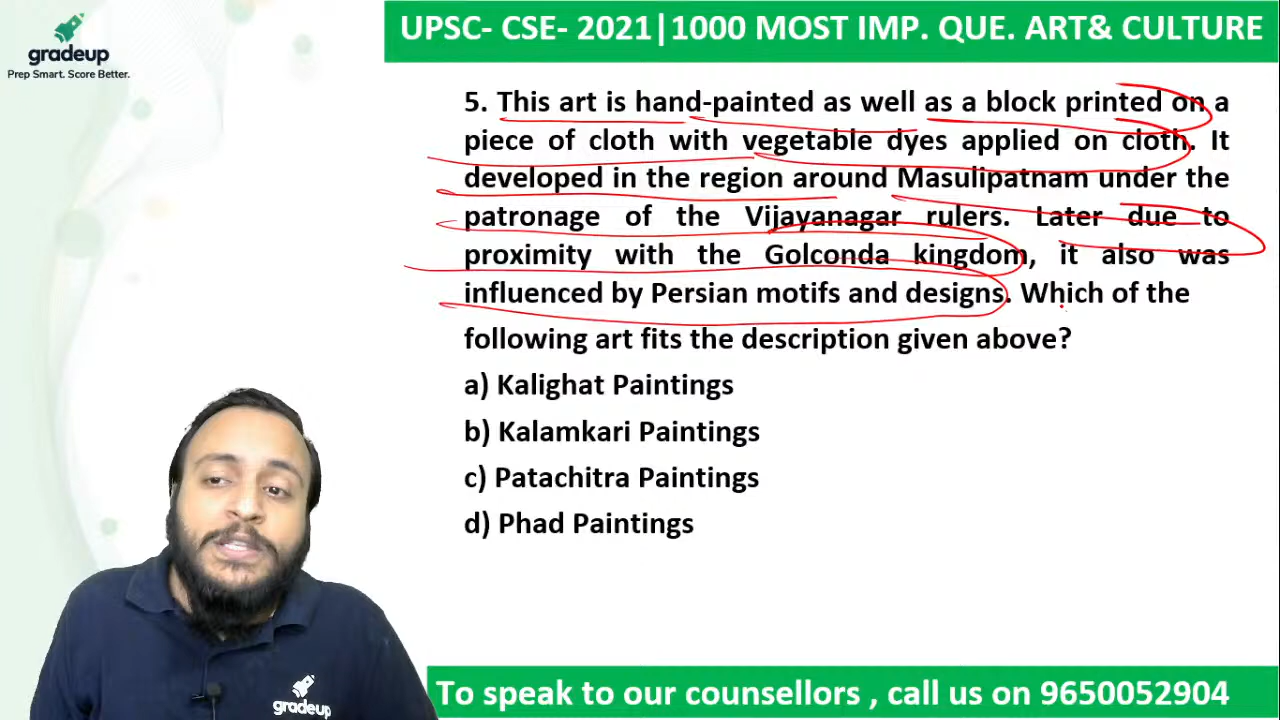 gradeup
Prep Smart. Score Better.
UPSC- CSE- 2021|1000 MOST IMP. QUE. ART& CULTURE
5. This art is hand-painted as well as a block printed on a
piece of cloth with vegetable dyes applied on cloth. It
developed in the region around Masulipatnam under the
patronage of the Vijayanagar rulers. Later due to
proximity with the Golconda kingdom, it also was
influenced by Persian motifs and designs. Which of the
following art fits the description given above?
a) Kalighat Paintings
b) Kalamkari Paintings
c) Patachitra Paintings
d) Phad Paintings
gradeup
To speak to our counsellors , call us on 9650052904